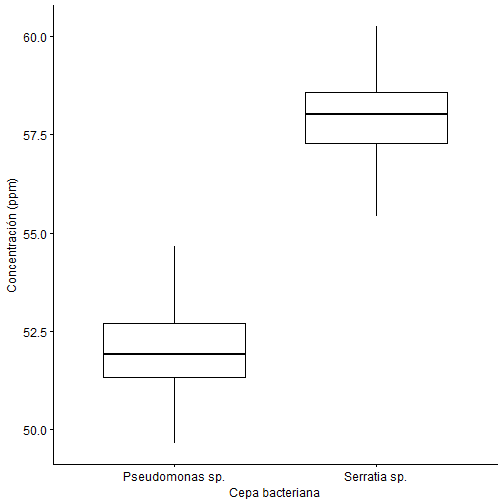 Concentración (ppm)
60.0
57.5
55.0
52.5
50.0
Pseudomonas sp.
Serratia sp.
Cepa bacteriana